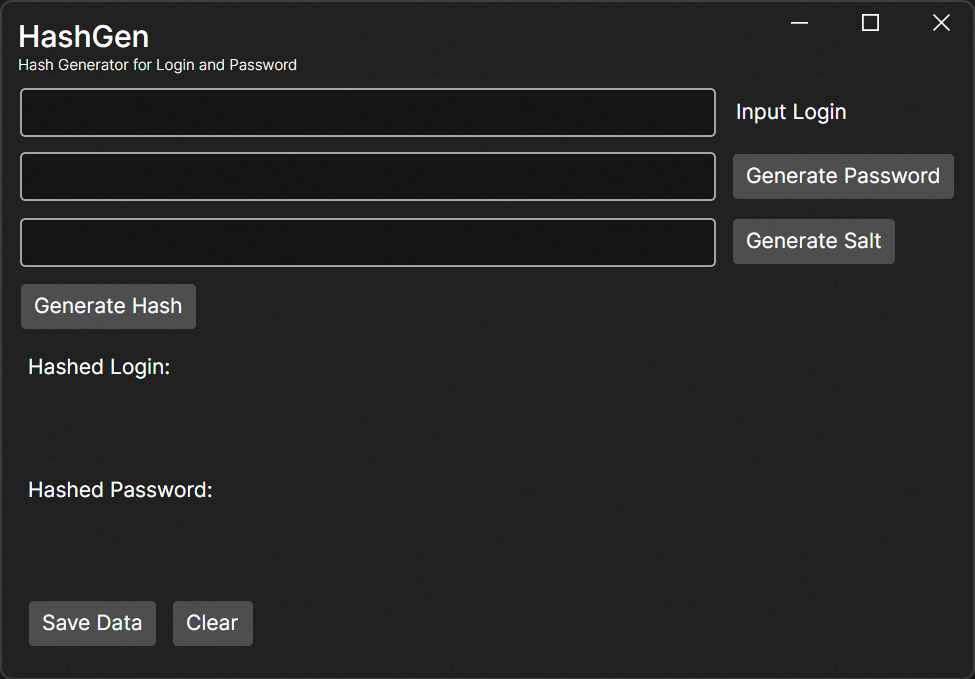 HashGen
Hash Generator for Login and Password
Input Login
Generate Password
Generate Salt
Generate Hash
Hashed Login:
Hashed Password:
Save Data
Clear